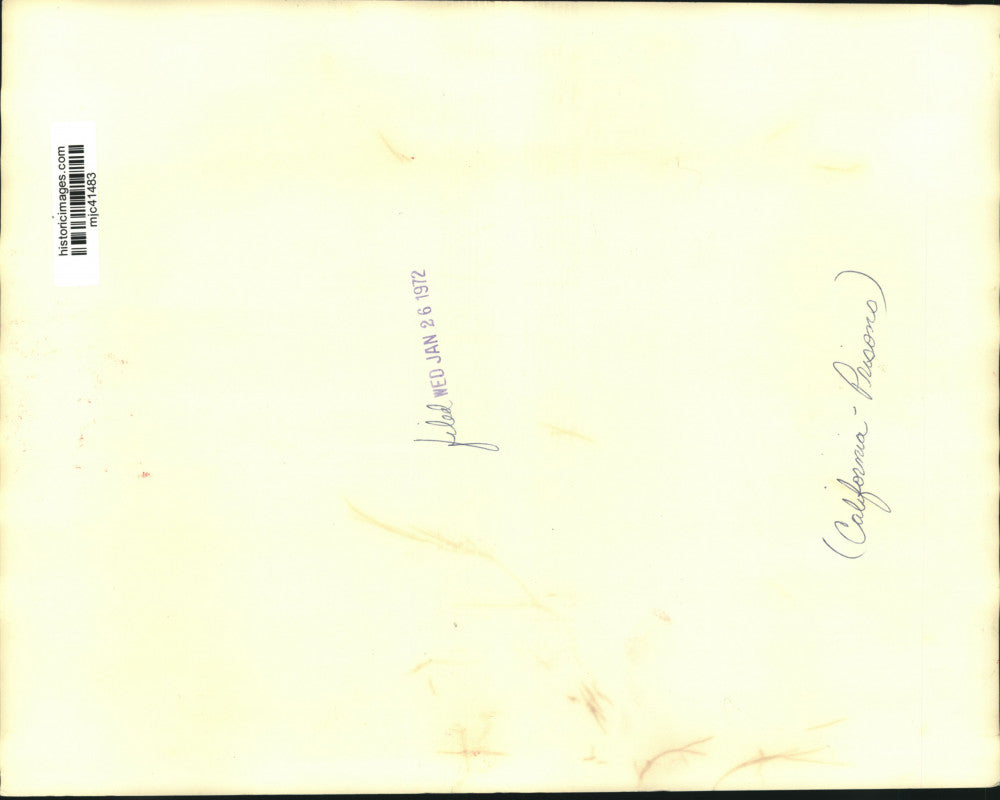 historicimages.com
mjc41483
filed WED JAN 26 1972
(California - Prisons)